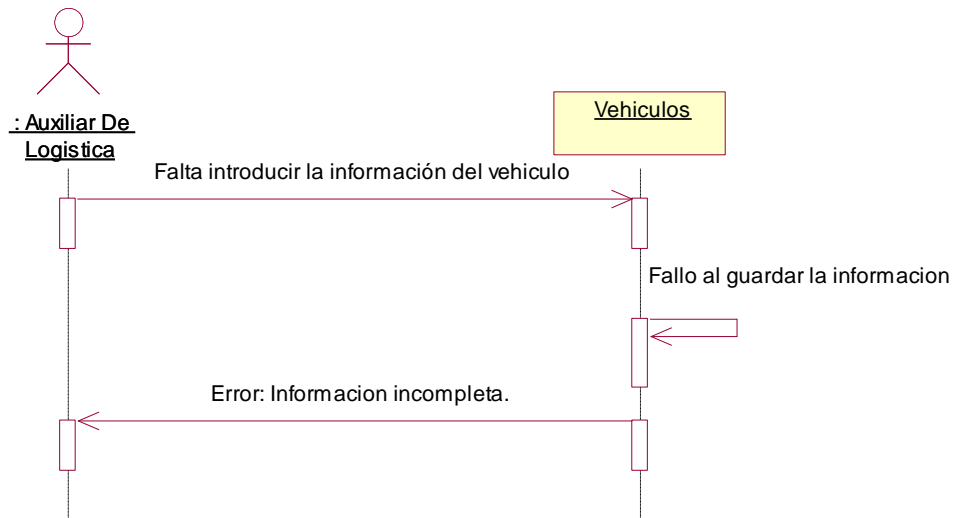 : Auxiliar De
Logistica
Vehiculos
Falta introducir la información del vehiculo
Fallo al guardar la informacion
Error: Informacion incompleta.